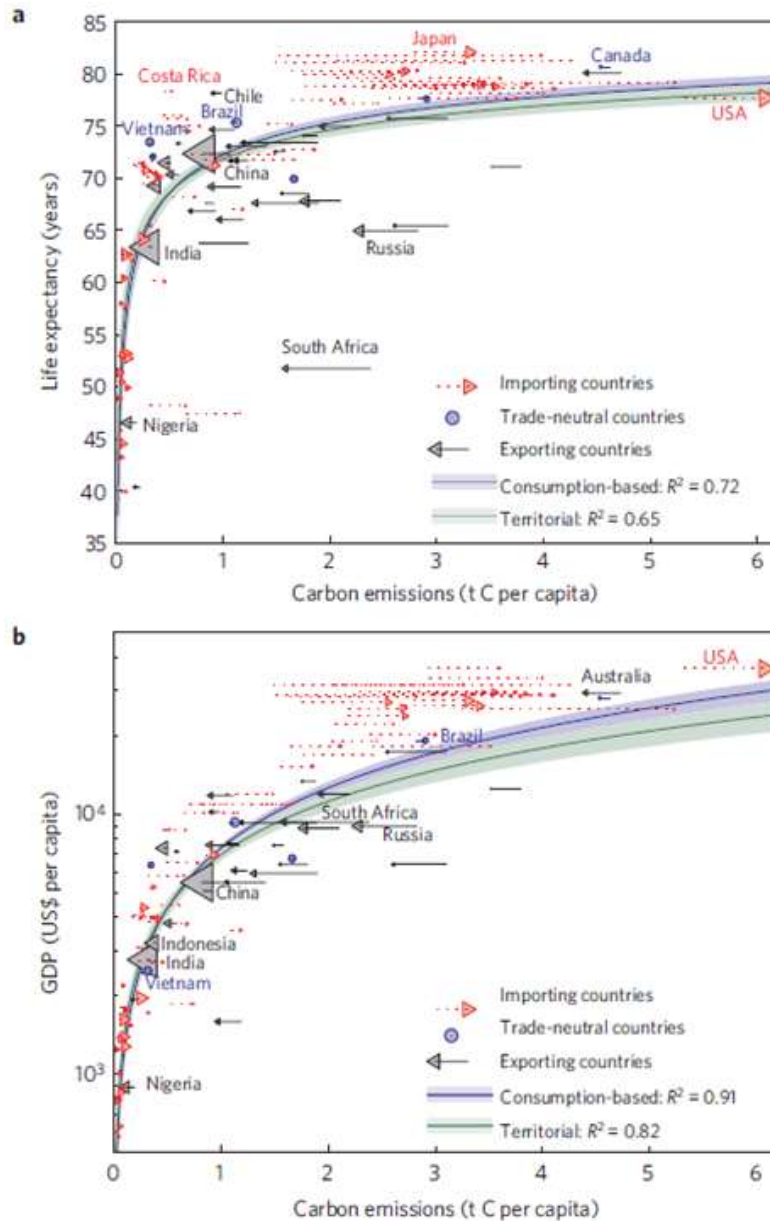 a
85
80
75
70
65
60
55
50
45
40
35
Life expectancy (years)
Japan
Canada
Costa Rica
Chile
Brazil
Vietnam
USA
China
India
Russia
South Africa
Nigeria
Importing countries
Trade-neutral countries
Exporting countries
Consumption-based: R² = 0.72
Territorial: R² = 0.65
0 1 2 3 4 5 6
Carbon emissions (t C per capita)
b
10⁴
10³
GDP (US$ per capita)
USA
Australia
Brazil
South Africa
Russia
China
Indonesia
India
Vietnam
Nigeria
Importing countries
Trade-neutral countries
Exporting countries
Consumption-based: R² = 0.91
Territorial: R² = 0.82
0 1 2 3 4 5 6
Carbon emissions (t C per capita)